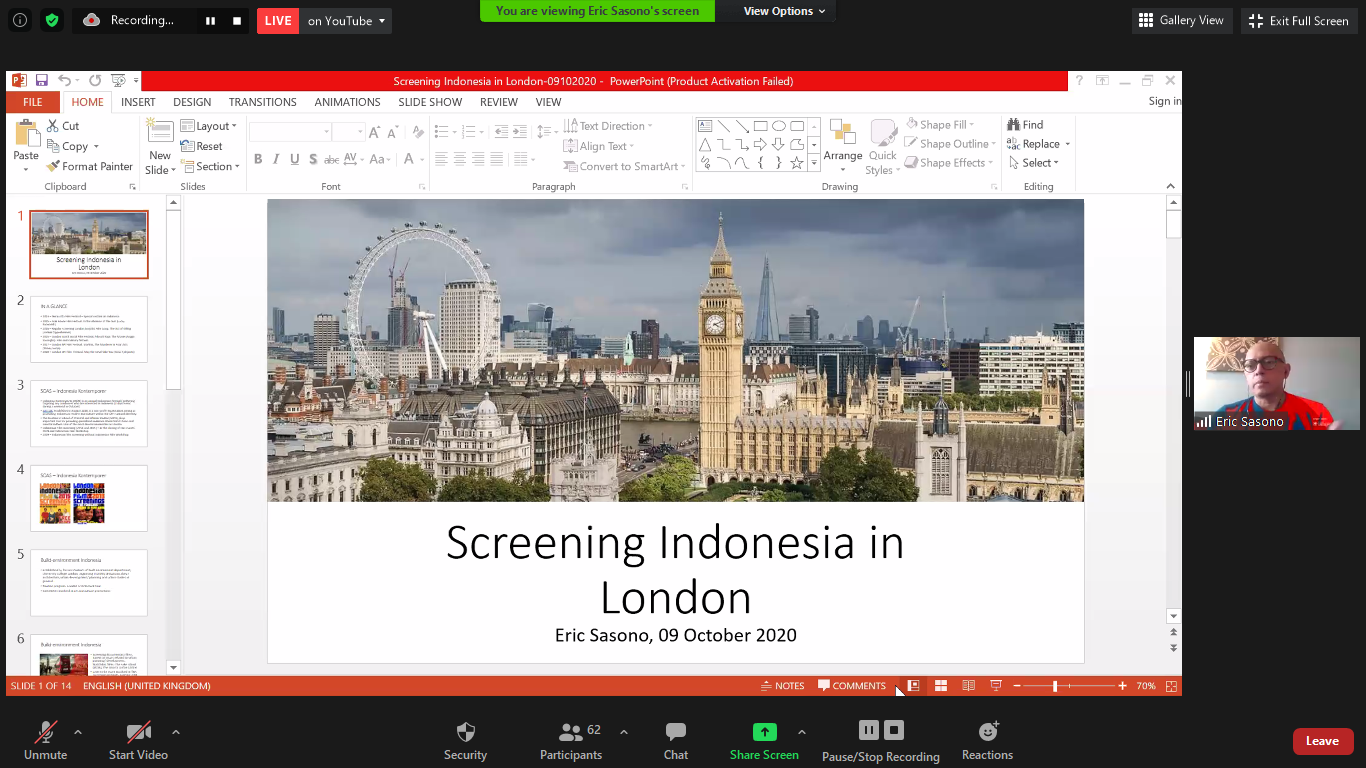 Recording...
LIVE
on YouTube
You are viewing Eric Sasono's screen
View Options
Gallery View
Exit Full Screen
Screening Indonesia in London-09102020 - PowerPoint (Product Activation Failed)
FILE
HOME
INSERT
DESIGN
TRANSITIONS
ANIMATIONS
SLIDE SHOW
REVIEW
VIEW
Sign in
Paste
Cut
Copy
Format Painter
Clipboard
New
Slide
Layout
Reset
Section
Slides
B I U S abc AV Aa A
Font
Text Direction
Align Text
Convert to SmartArt
Paragraph
Arrange
Quick
Styles
Shape Fill
Shape Outline
Shape Effects
Drawing
Find
Replace
Select
Editing
1
Screening Indonesia in
London
2
IN A GLANCE
3
SOAS – Indonesia Kontemporer
4
SOAS – Indonesia Kontemporer
5
Build-environment Indonesia
6
Build-environment Indonesia
Screening Indonesia in
London
Eric Sasono, 09 October 2020
Eric Sasono
SLIDE 1 OF 14
ENGLISH (UNITED KINGDOM)
NOTES
COMMENTS
70%
Unmute
Start Video
Security
62
Participants
Chat
Share Screen
Pause/Stop Recording
Reactions
Leave